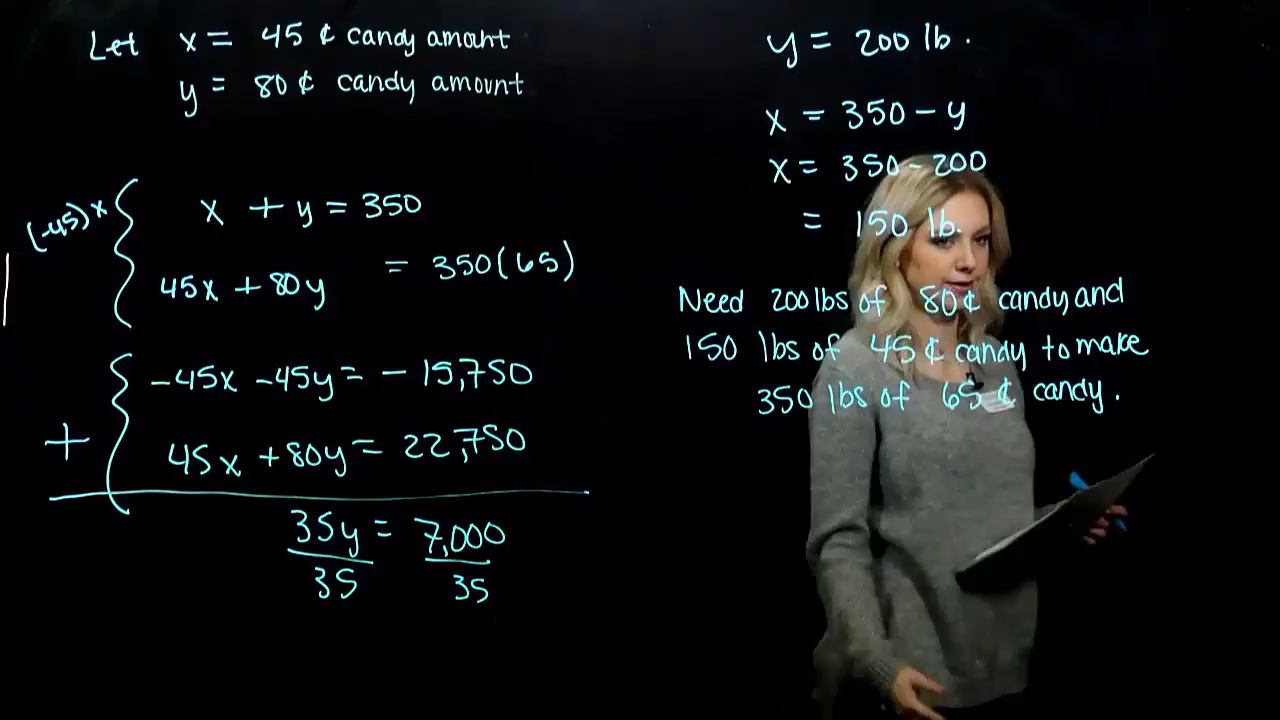 Let x = 45 ¢ candy amount
y = 80 ¢ candy amount
(-45) x
x + y = 350
45x + 80y = 350(65)
-45x - 45y = - 15,750
+
45x + 80y = 22,750
35y = 7,000
35 35
y = 200 lb.
x = 350 - y
x = 350 - 200
= 150 lb.
Need 200 lbs of 80 ¢ candy and
150 lbs of 45 ¢ candy to make
350 lbs of 65 ¢ candy.